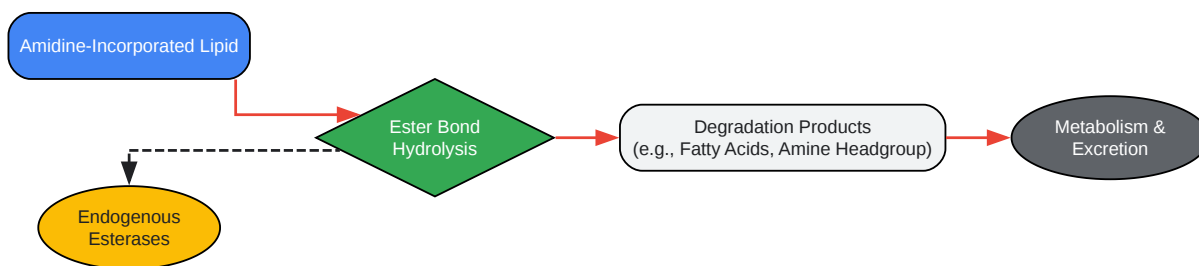 Amidine-Incorporated Lipid
Ester Bond
Hydrolysis
Degradation Products
(e.g., Fatty Acids, Amine Headgroup)
Metabolism &
Excretion
Endogenous
Esterases